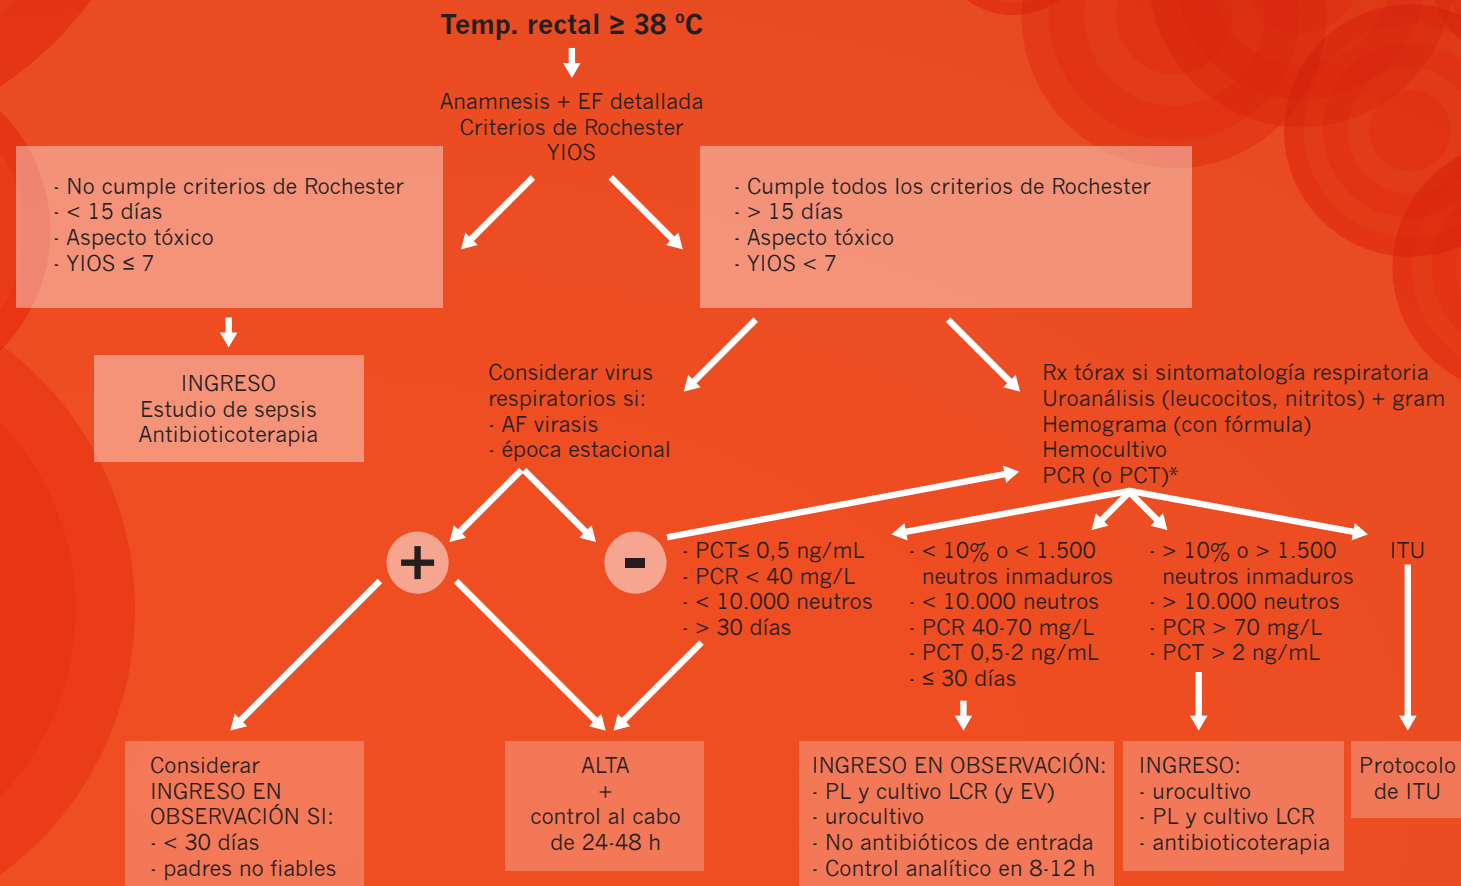 Temp. rectal ≥ 38 ºC
Anamnesis + EF detallada
Criterios de Rochester
YIOS
- No cumple criterios de Rochester
- < 15 días
- Aspecto tóxico
- YIOS ≤ 7
- Cumple todos los criterios de Rochester
- > 15 días
- Aspecto tóxico
- YIOS < 7
INGRESO
Estudio de sepsis
Antibioticoterapia
Considerar virus
respiratorios si:
- AF virasis
- época estacional
Rx tórax si sintomatología respiratoria
Uroanálisis (leucocitos, nitritos) + gram
Hemograma (con fórmula)
Hemocultivo
PCR (o PCT)*
+
-
- PCT≤ 0,5 ng/mL
- PCR < 40 mg/L
- < 10.000 neutros
- > 30 días
- < 10% o < 1.500
neutros inmaduros
- < 10.000 neutros
- PCR 40-70 mg/L
- PCT 0,5-2 ng/mL
- ≤ 30 días
- > 10% o > 1.500
neutros inmaduros
- > 10.000 neutros
- PCR > 70 mg/L
- PCT > 2 ng/mL
ITU
Considerar
INGRESO EN
OBSERVACIÓN SI:
- < 30 días
- padres no fiables
ALTA
+
control al cabo
de 24-48 h
INGRESO EN OBSERVACIÓN:
- PL y cultivo LCR (y EV)
- urocultivo
- No antibióticos de entrada
- Control analítico en 8-12 h
INGRESO:
- urocultivo
- PL y cultivo LCR
- antibioticoterapia
Protocolo
de ITU